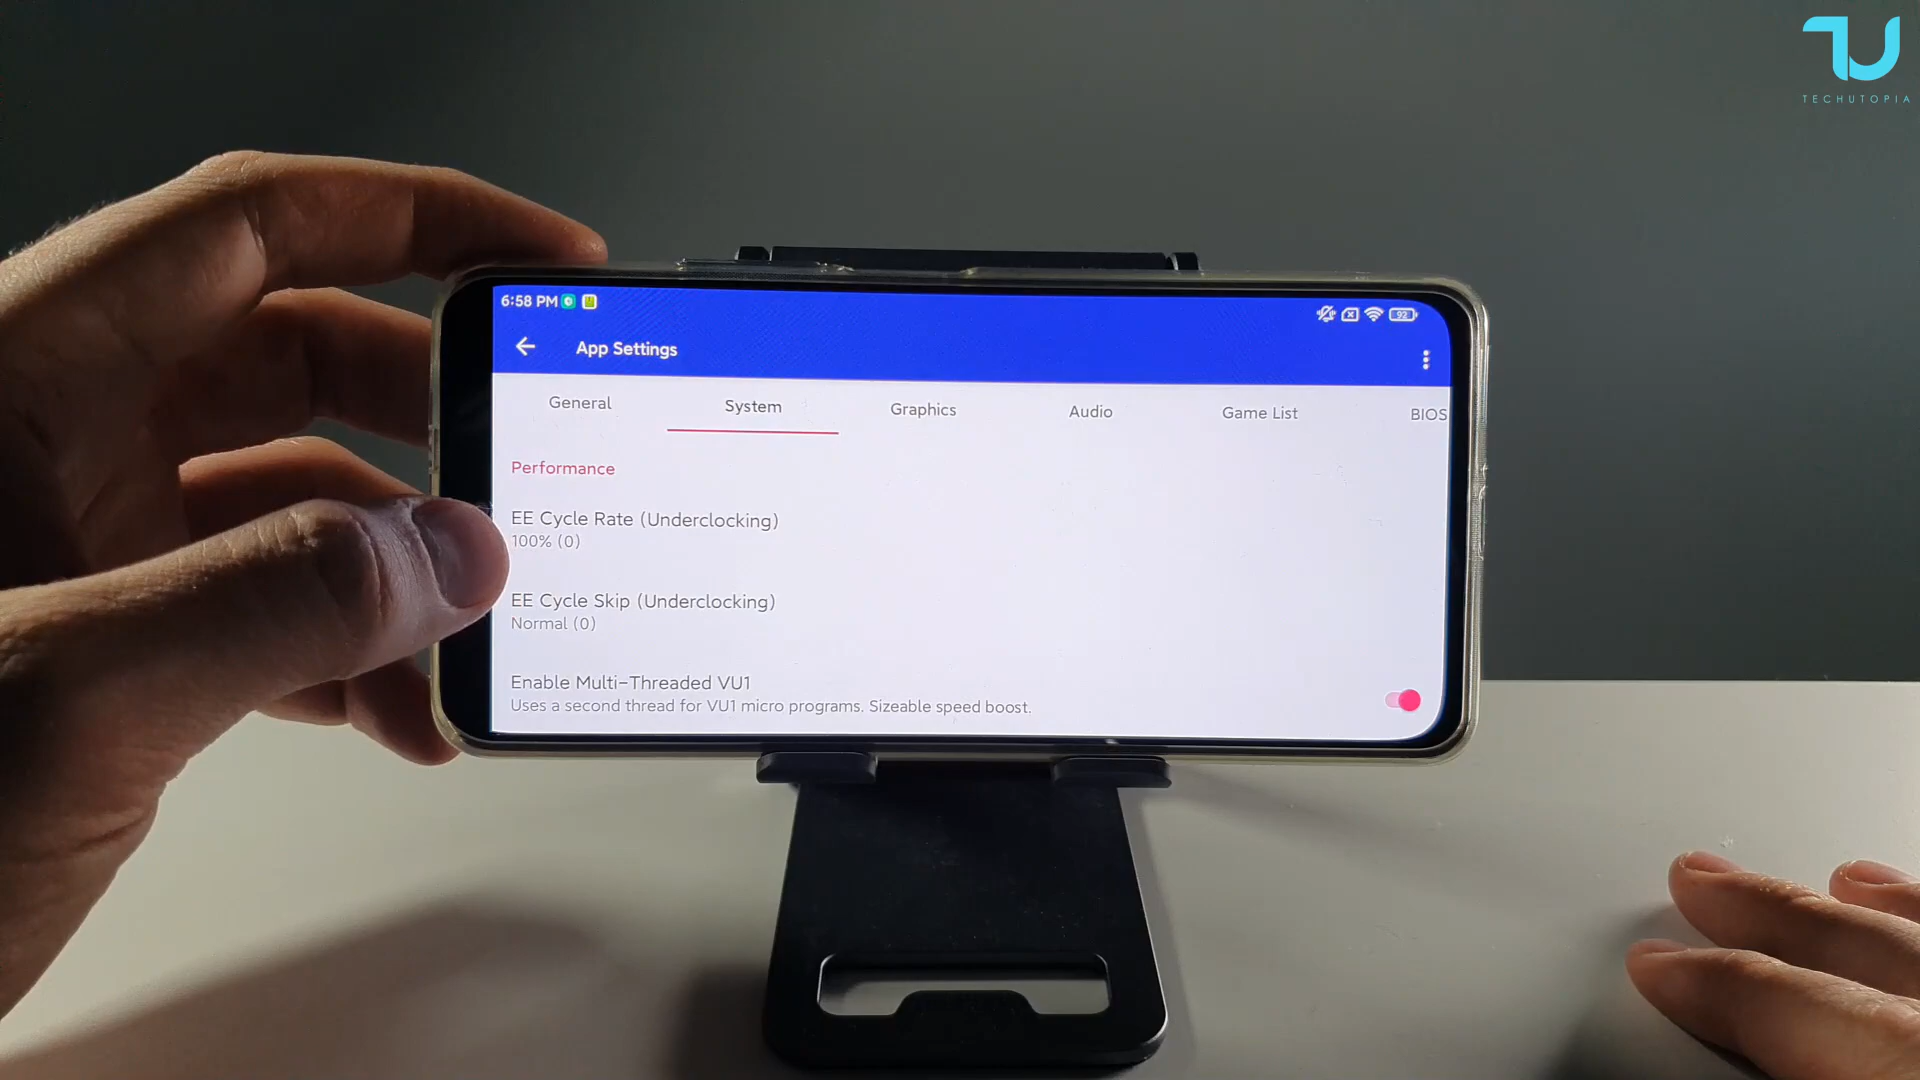 TECHUTOPIA
6:58 PM
92
App Settings
General System Graphics Audio Game List BIOS
Performance
EE Cycle Rate (Underclocking)
100% (0)
EE Cycle Skip (Underclocking)
Normal (0)
Enable Multi-Threaded VU1
Uses a second thread for VU1 micro programs. Sizeable speed boost.